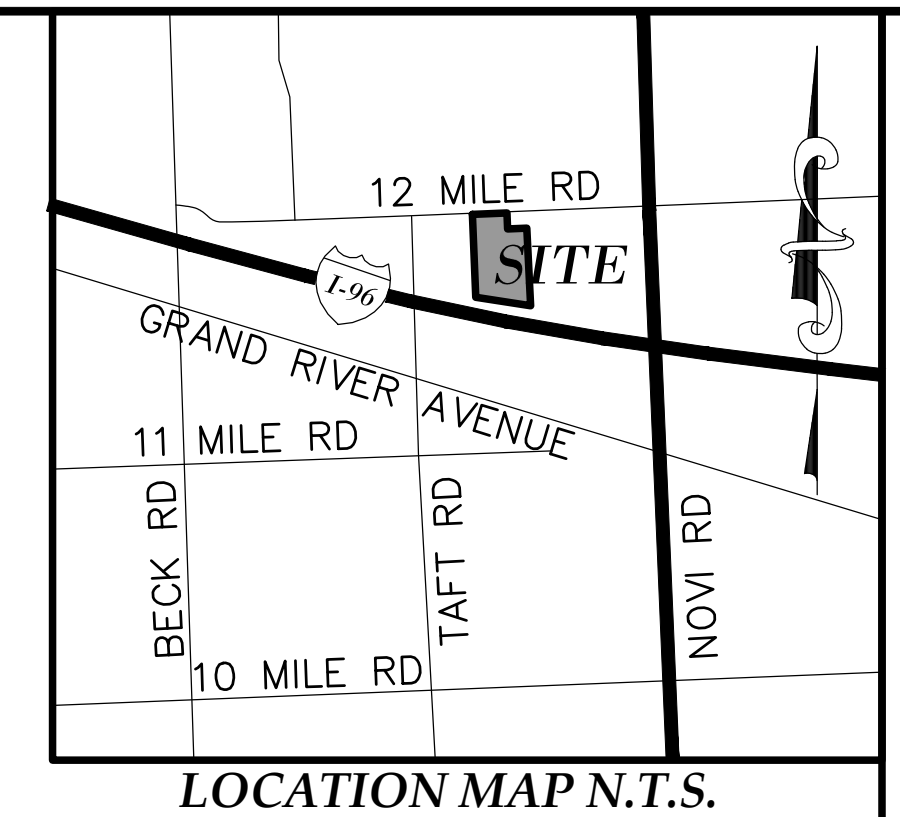 12 MILE RD
SITE
I-96
GRAND RIVER AVENUE
11 MILE RD
BECK RD
TAFT RD
NOVI RD
10 MILE RD
LOCATION MAP N.T.S.